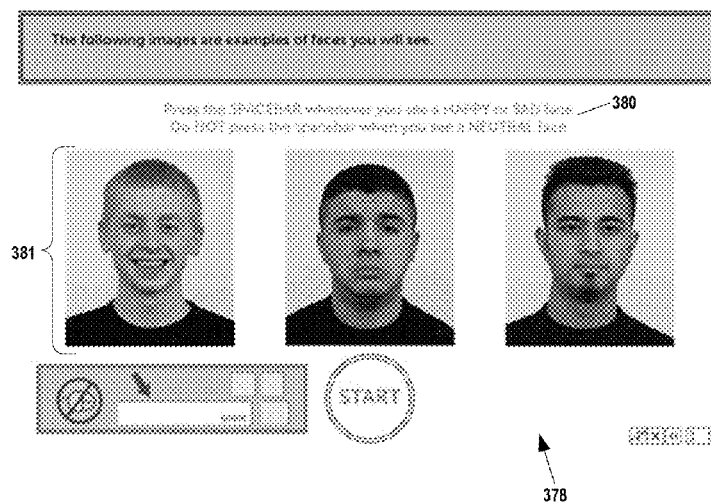 The following images are examples of faces you will see
Press the SPACEBAR whenever you see a HAPPY or SAD face
380
Do NOT press the spacebar when you see a NEUTRAL face
381
START
378